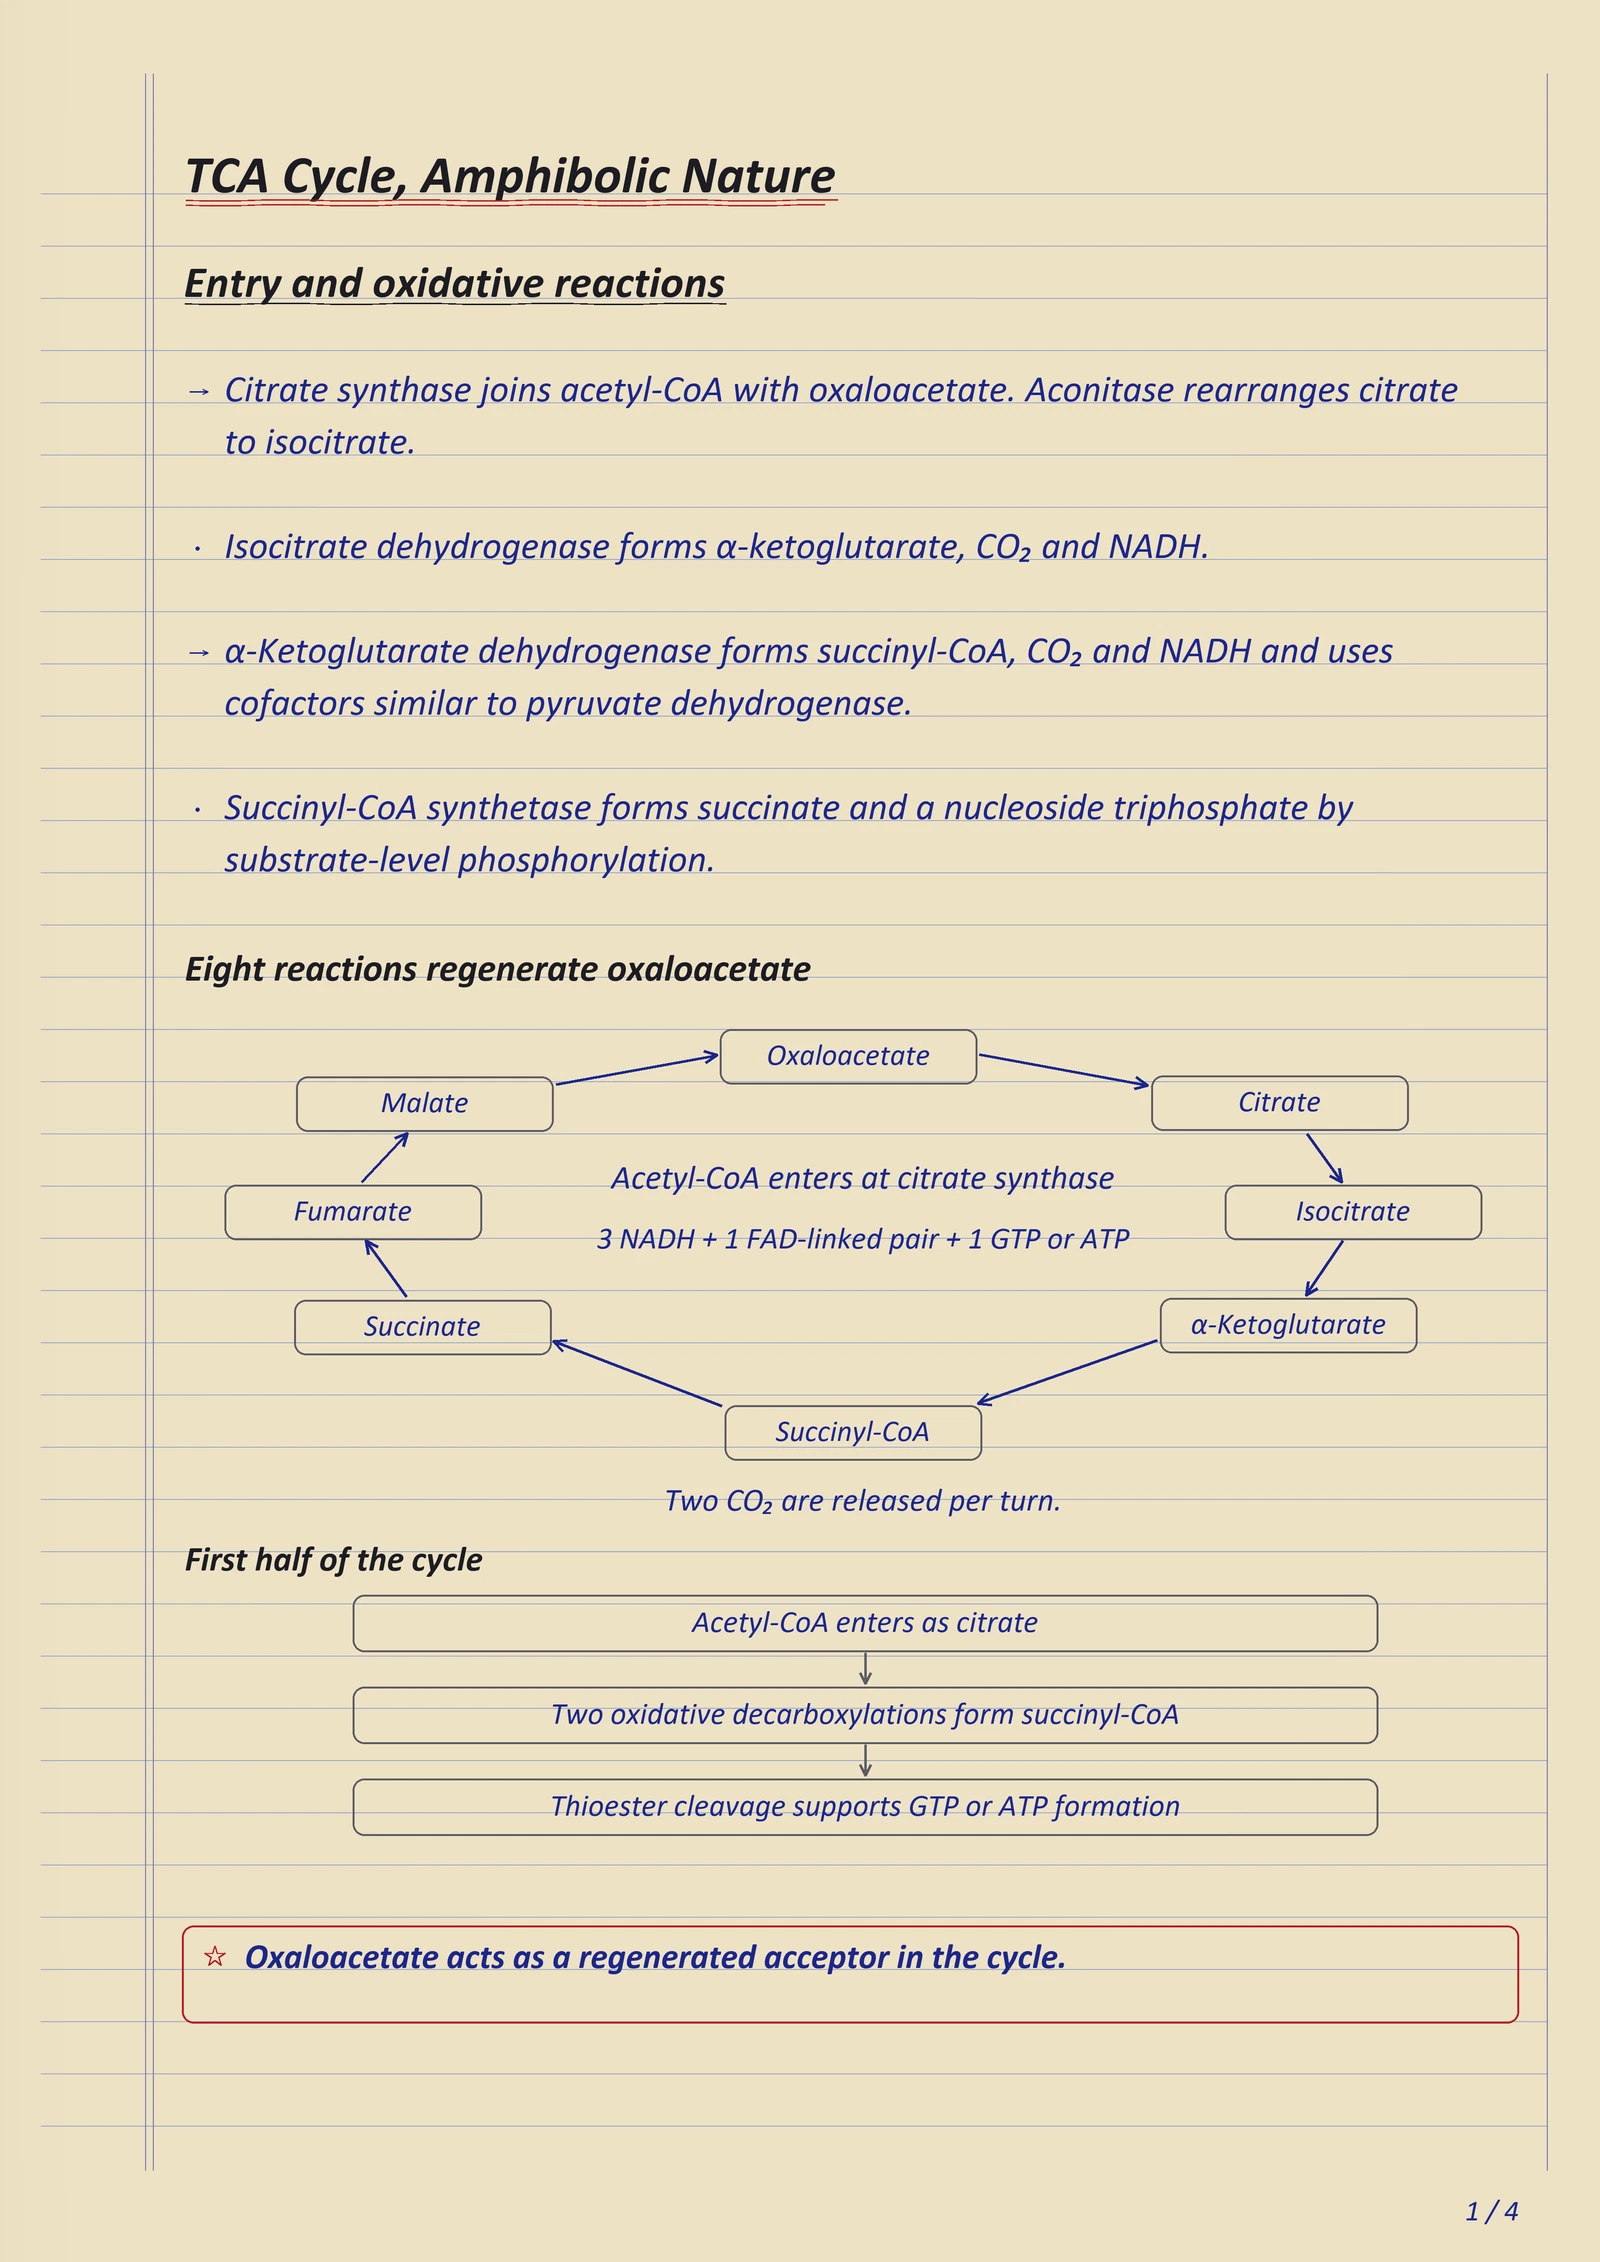 TCA Cycle, Amphibolic Nature
Entry and oxidative reactions
→ Citrate synthase joins acetyl-CoA with oxaloacetate. Aconitase rearranges citrate
to isocitrate.
· Isocitrate dehydrogenase forms α-ketoglutarate, CO₂ and NADH.
→ α-Ketoglutarate dehydrogenase forms succinyl-CoA, CO₂ and NADH and uses
cofactors similar to pyruvate dehydrogenase.
· Succinyl-CoA synthetase forms succinate and a nucleoside triphosphate by
substrate-level phosphorylation.
Eight reactions regenerate oxaloacetate
Oxaloacetate
Malate
Citrate
Acetyl-CoA enters at citrate synthase
Fumarate
Isocitrate
3 NADH + 1 FAD-linked pair + 1 GTP or ATP
Succinate
α-Ketoglutarate
Succinyl-CoA
Two CO₂ are released per turn.
First half of the cycle
Acetyl-CoA enters as citrate
Two oxidative decarboxylations form succinyl-CoA
Thioester cleavage supports GTP or ATP formation
☆ Oxaloacetate acts as a regenerated acceptor in the cycle.
1 / 4